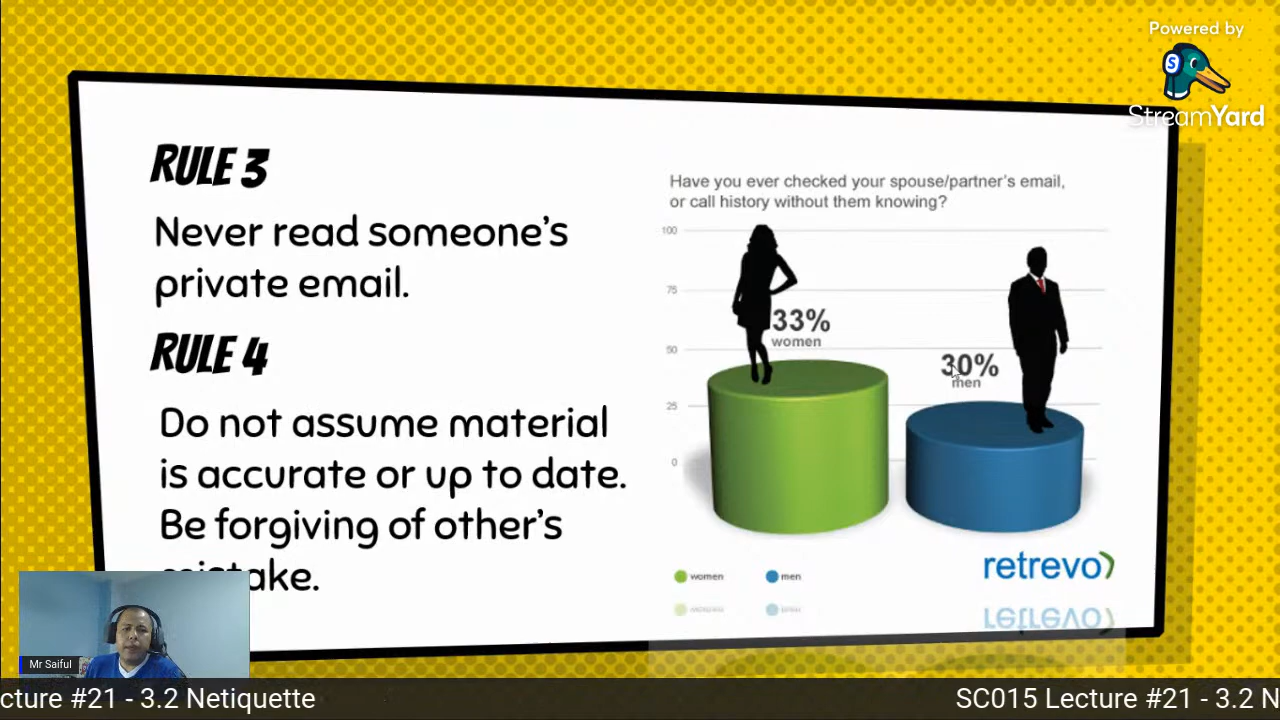 Powered by
StreamYard
RULE 3
Never read someone's
private email.
RULE 4
Do not assume material
is accurate or up to date.
Be forgiving of other's
mistake.
Have you ever checked your spouse/partner's email,
or call history without them knowing?
100
75
50
25
0
33%
women
30%
men
women
men
retrevo
Mr Saiful
cture #21 - 3.2 Netiquette
SC015 Lecture #21 - 3.2 N